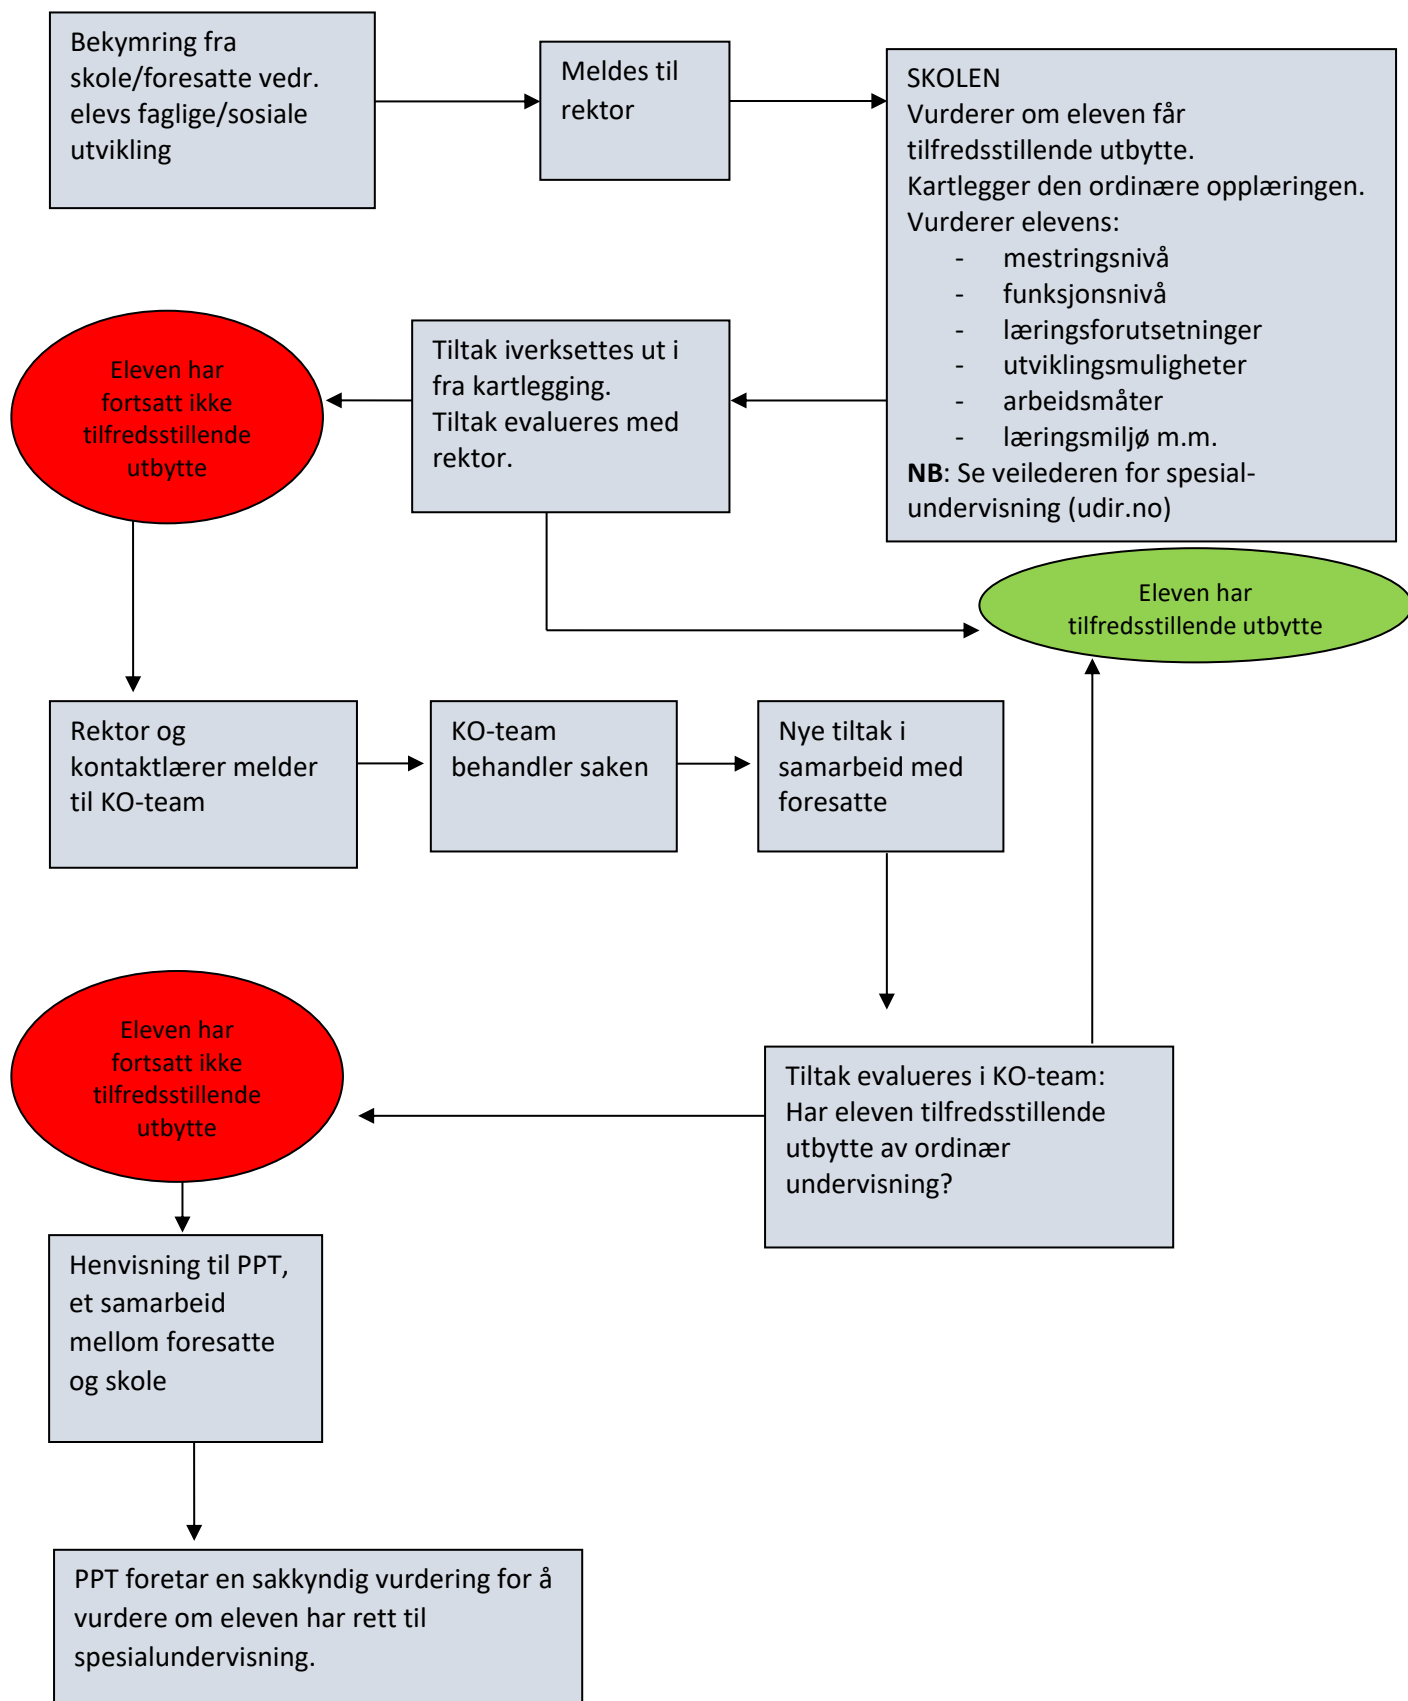 Bekymring fra
skole/foresatte vedr.
elevs faglige/sosiale
utvikling
Meldes til
rektor
SKOLEN
Vurderer om eleven får
tilfredsstillende utbytte.
Kartlegger den ordinære opplæringen.
Vurderer elevens:
- mestringsnivå
- funksjonsnivå
- læringsforutsetninger
- utviklingsmuligheter
- arbeidsmåter
- læringsmiljø m.m.
NB: Se veilederen for spesial-
undervisning (udir.no)
Tiltak iverksettes ut i
fra kartlegging.
Tiltak evalueres med
rektor.
Eleven har
fortsatt ikke
tilfredsstillende
utbytte
Eleven har
tilfredsstillende utbytte
Rektor og
kontaktlærer melder
til KO-team
KO-team
behandler saken
Nye tiltak i
samarbeid med
foresatte
Tiltak evalueres i KO-team:
Har eleven tilfredsstillende
utbytte av ordinær
undervisning?
Eleven har
fortsatt ikke
tilfredsstillende
utbytte
Henvisning til PPT,
et samarbeid
mellom foresatte
og skole
PPT foretar en sakkyndig vurdering for å
vurdere om eleven har rett til
spesialundervisning.